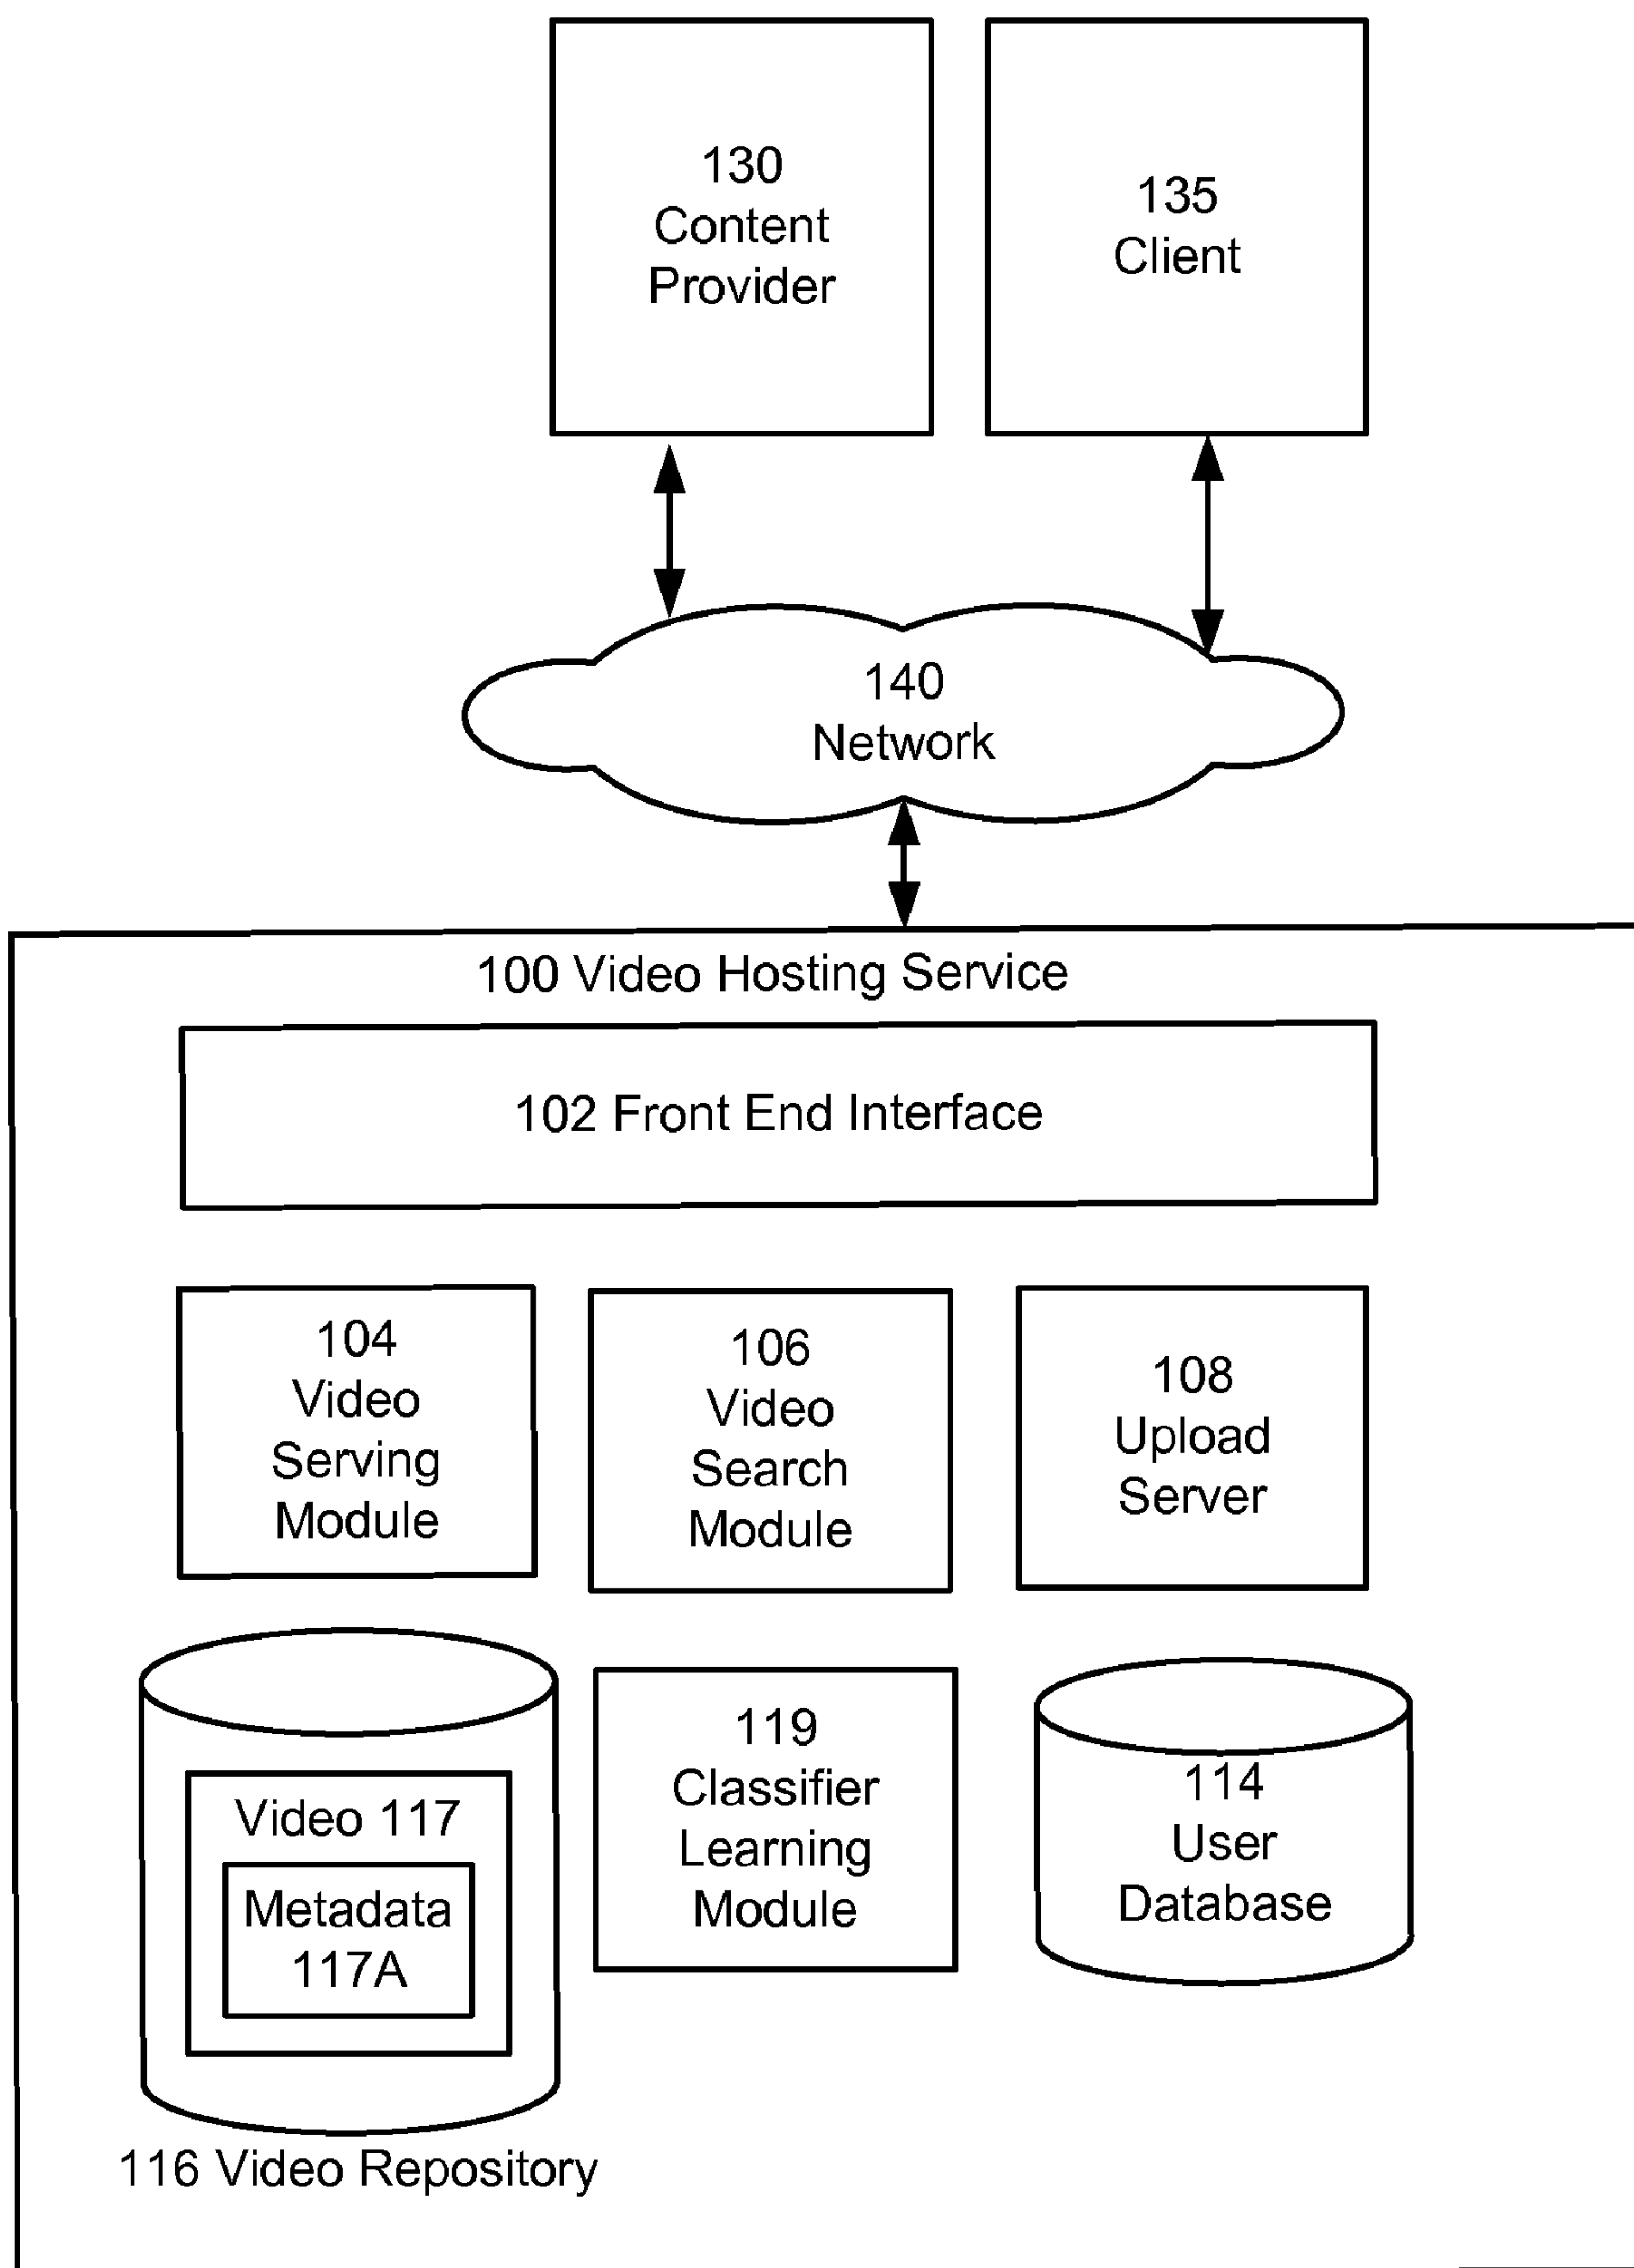 130
Content
Provider
135
Client
140
Network
100 Video Hosting Service
102 Front End Interface
104
Video
Serving
Module
106
Video
Search
Module
108
Upload
Server
Video 117
Metadata
117A
116 Video Repository
119
Classifier
Learning
Module
114
User
Database